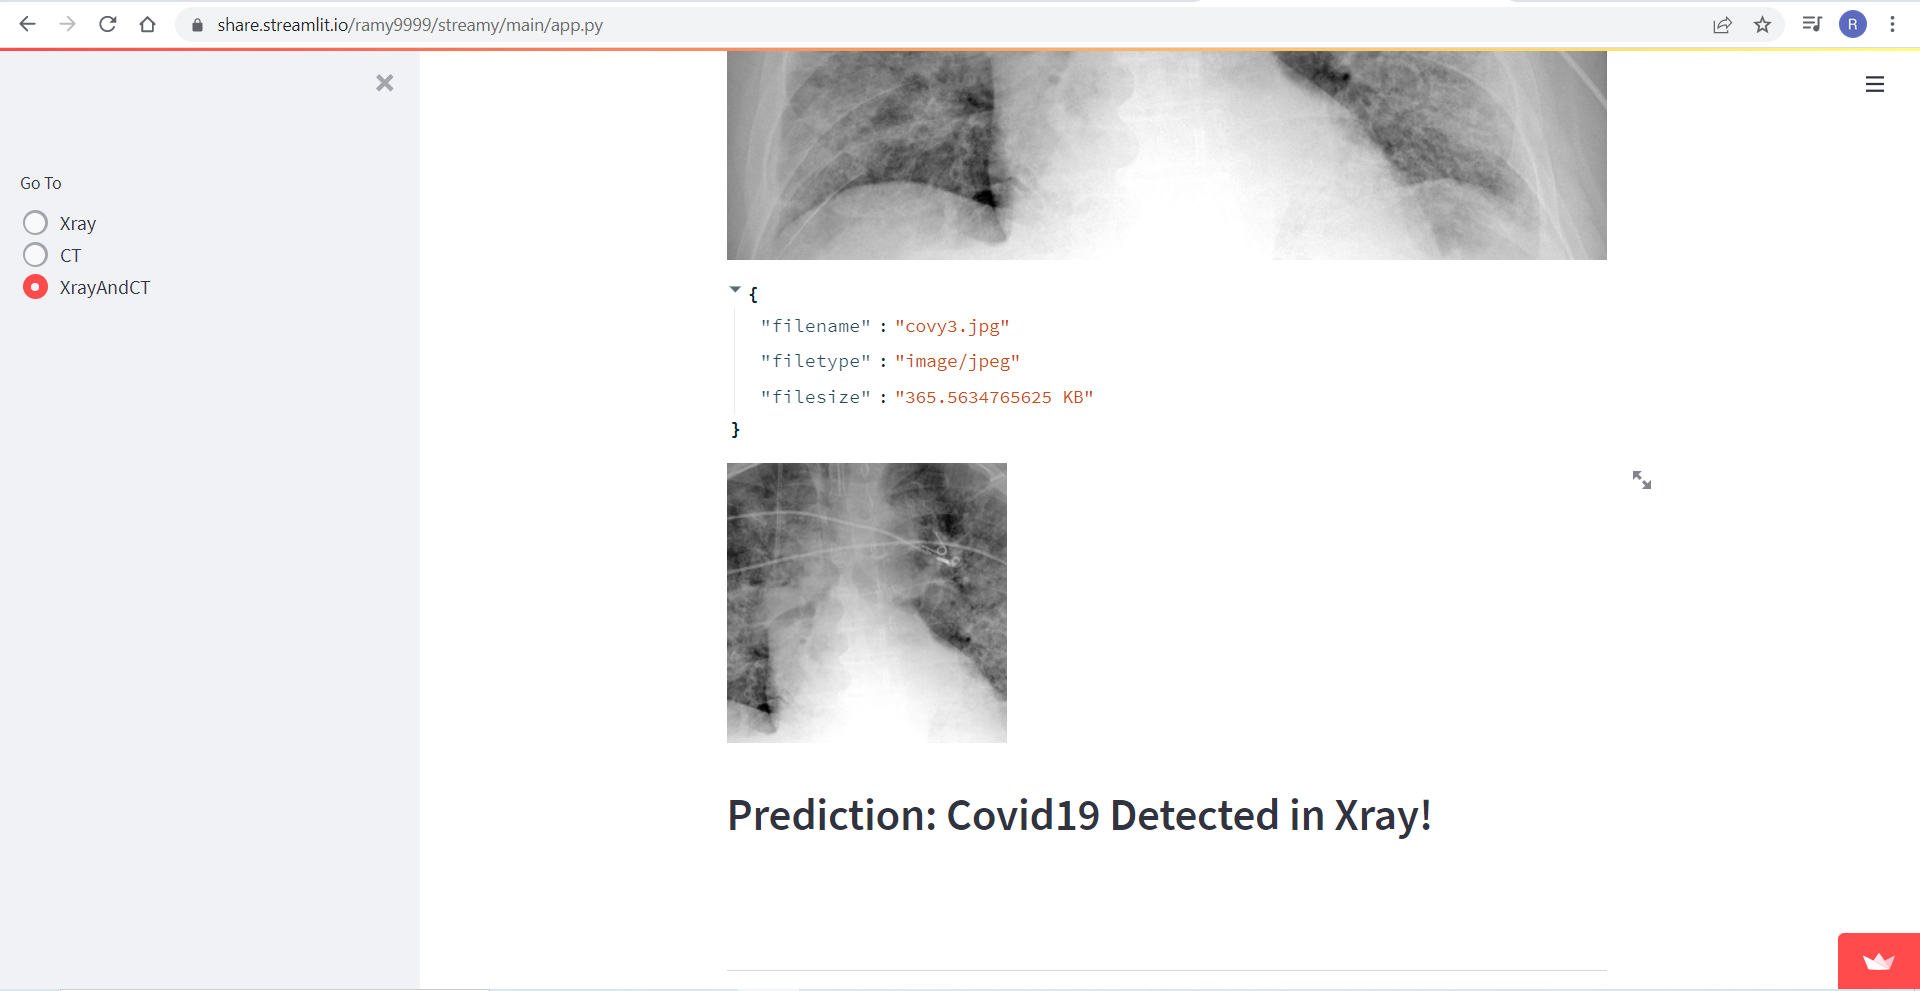 share.streamlit.io/ramy9999/streamy/main/app.py
R
Go To
Xray
CT
XrayAndCT
{
"filename" : "covy3.jpg"
"filetype" : "image/jpeg"
"filesize" : "365.5634765625 KB"
}
Prediction: Covid19 Detected in Xray!